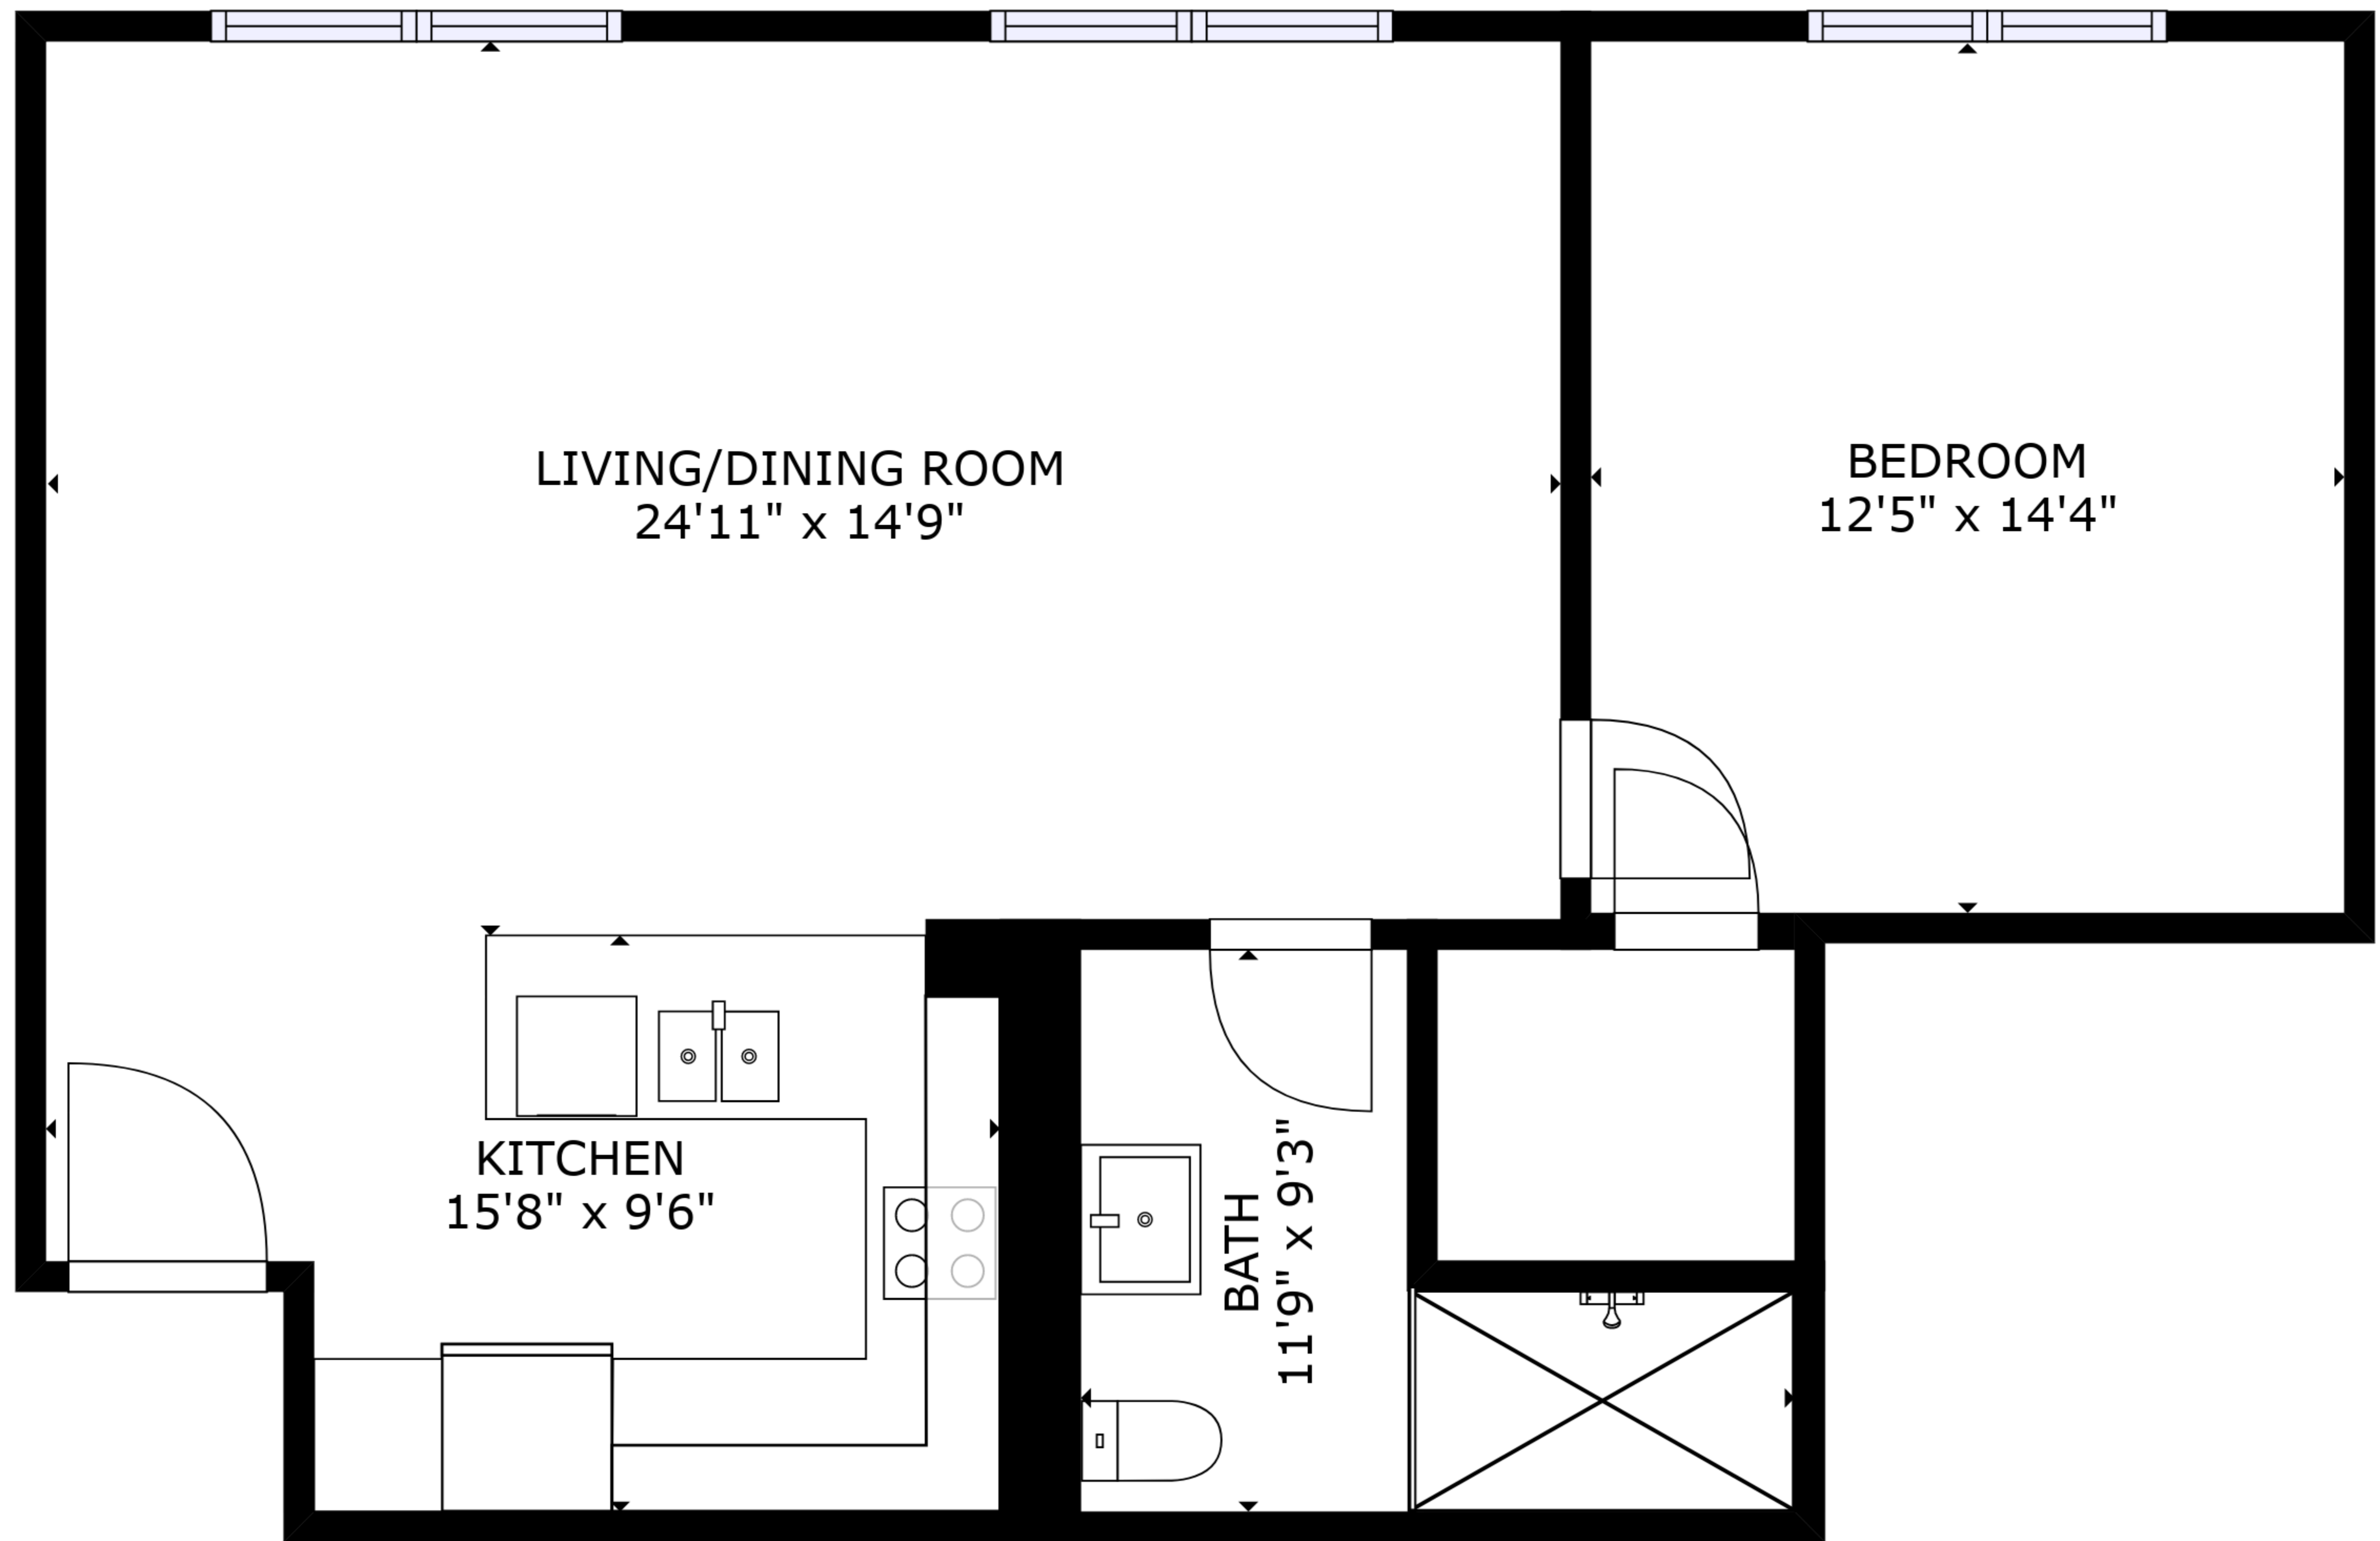 LIVING/DINING ROOM
24'11" x 14'9"
BEDROOM
12'5" x 14'4"
KITCHEN
15'8" x 9'6"
BATH
11'9" x 9'3"